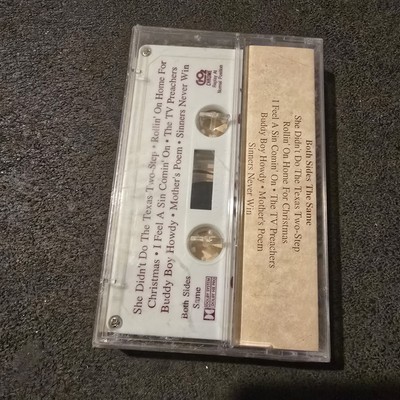 Both Sides The Same
She Didn't Do The Texas Two-Step
Rollin' On Home For Christmas
I Feel A Sin Comin' On • The TV Preachers
Buddy Boy Howdy • Mother's Poem
Sinners Never Win
She Didn't Do The Texas Two-Step • Rollin' On Home For
Christmas • I Feel A Sin Comin' On • The TV Preachers
Buddy Boy Howdy • Mother's Poem • Sinners Never Win
Both Sides
Same